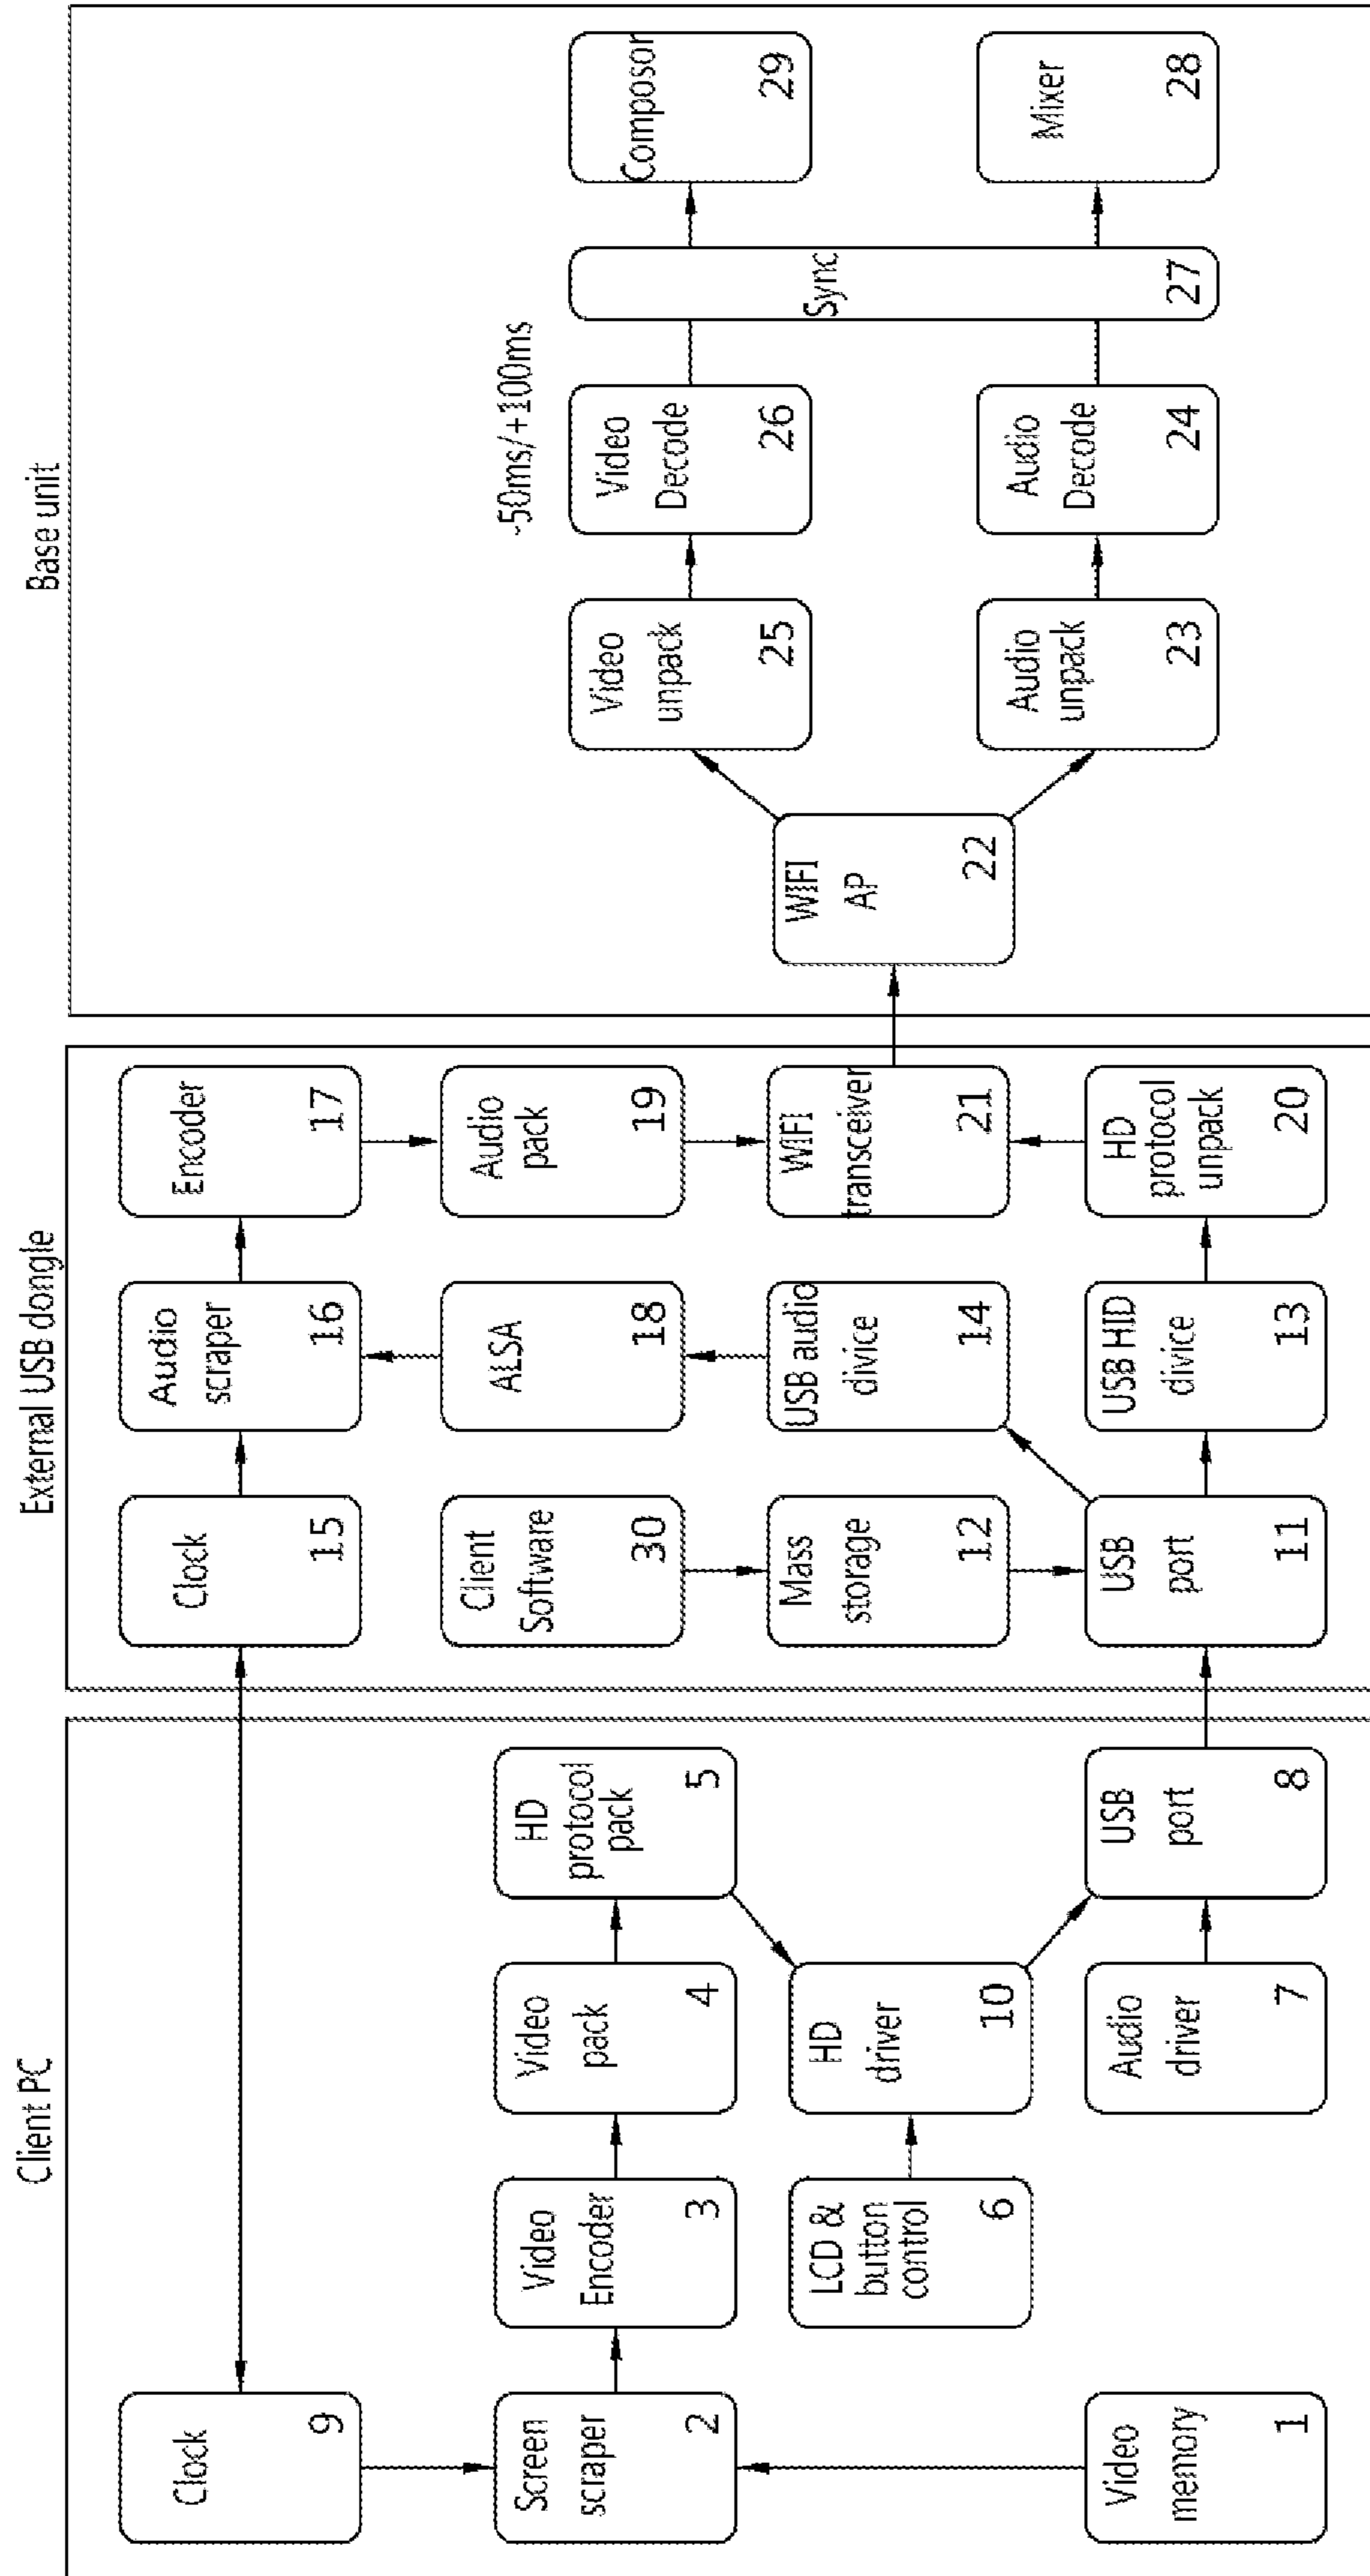 Client PC
Clock
9
Screen
scraper
2
Video
memory
1
Video
Encoder
3
LCD &
button
control
6
Video
pack
4
HD
driver
10
Audio
driver
7
HD
protocol
pack
5
USB
port
8
External USB dongle
Clock
15
Client
Software
30
Mass
storage
12
USB
port
11
Audio
scraper
16
ALSA
18
USB audio
divice
14
USB HID
divice
13
Encoder
17
Audio
pack
19
WIFI
transceiver
21
HD
protocol
unpack
20
Base unit
WIFI
AP
22
Video
unpack
25
Audio
unpack
23
-50ms/+100ms
Video
Decode
26
Audio
Decode
24
Sync
27
Composor
29
Mixer
28